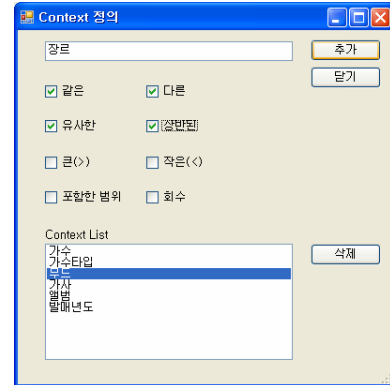 Context 정의
장르
추가
닫기
같은 다른
유사한 상반된
큰(>) 작은(<)
포함한 범위 회수
Context List
가수
가수타입
무드
가사
앨범
발매년도
삭제